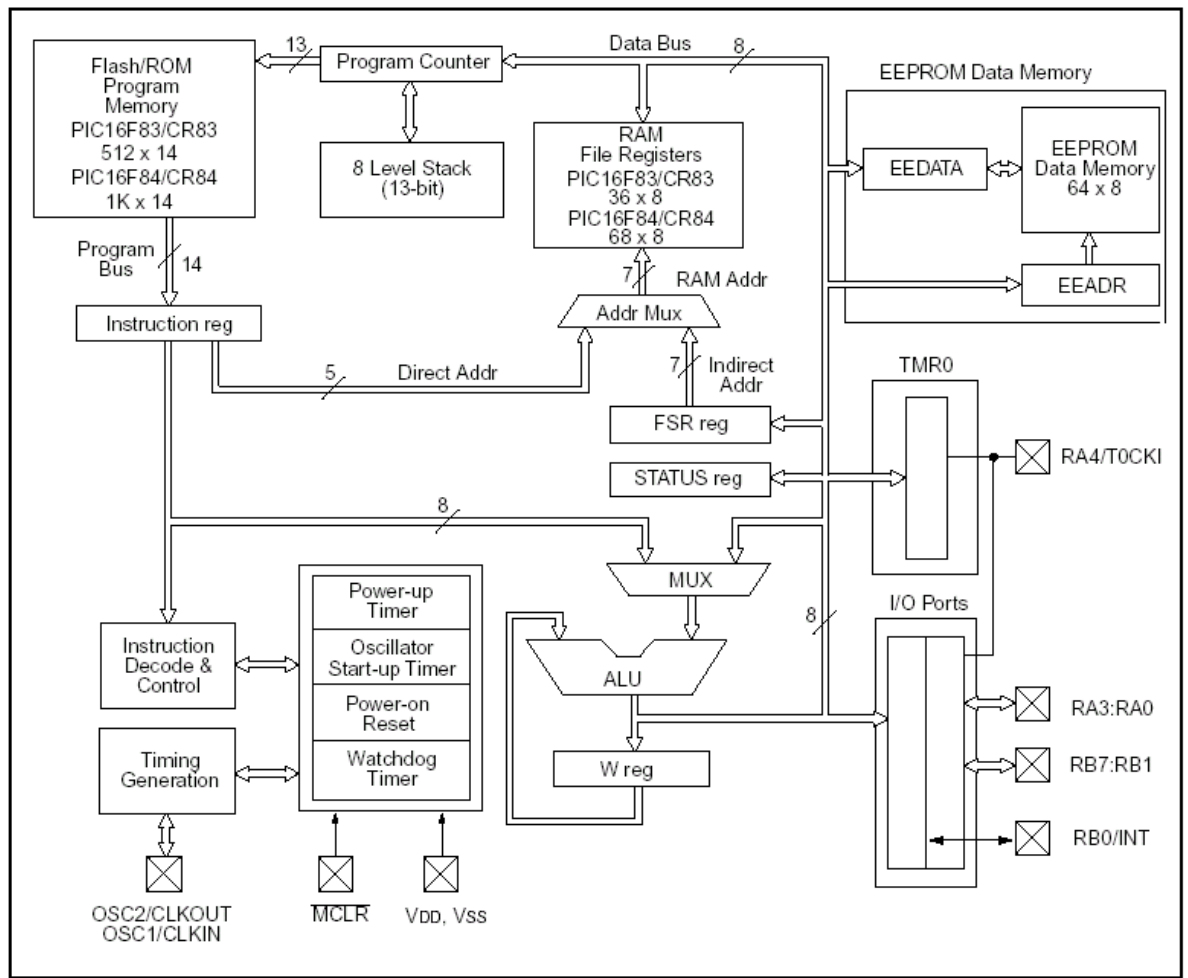 Flash/ROM
Program
Memory
PIC16F83/CR83
512 x 14
PIC16F84/CR84
1K x 14
13
Program Counter
Data Bus
8
8 Level Stack
(13-bit)
RAM
File Registers
PIC16F83/CR83
36 x 8
PIC16F84/CR84
68 x 8
EEPROM Data Memory
EEDATA
EEPROM
Data Memory
64 x 8
EEADR
Program
Bus
14
7
RAM Addr
Instruction reg
Addr Mux
5
Direct Addr
7
Indirect
Addr
FSR reg
STATUS reg
TMR0
RA4/T0CKI
8
MUX
Power-up
Timer
Oscillator
Start-up Timer
Power-on
Reset
Watchdog
Timer
Instruction
Decode &
Control
Timing
Generation
ALU
8
W reg
I/O Ports
RA3:RA0
RB7:RB1
RB0/INT
OSC2/CLKOUT
OSC1/CLKIN
MCLR
VDD, VSS